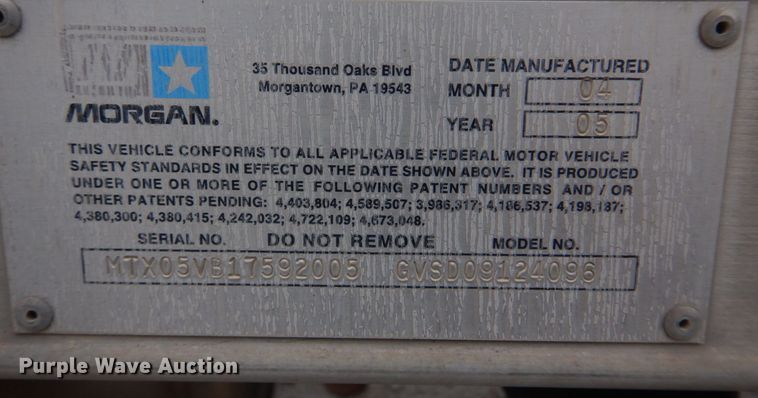 MORGAN.
35 Thousand Oaks Blvd
Morgantown, PA 19543
DATE MANUFACTURED
MONTH 04
YEAR 05
THIS VEHICLE CONFORMS TO ALL APPLICABLE FEDERAL MOTOR VEHICLE
SAFETY STANDARDS IN EFFECT ON THE DATE SHOWN ABOVE. IT IS PRODUCED
UNDER ONE OR MORE OF THE FOLLOWING PATENT NUMBERS AND / OR
OTHER PATENTS PENDING: 4,403,804; 4,589,507; 3,986,317; 4,186,537; 4,198,187;
4,380,300; 4,380,415; 4,242,032; 4,722,109; 4,673,048.
SERIAL NO. DO NOT REMOVE MODEL NO.
MTX05VB17592005 GVSD09124096
Purple Wave Auction